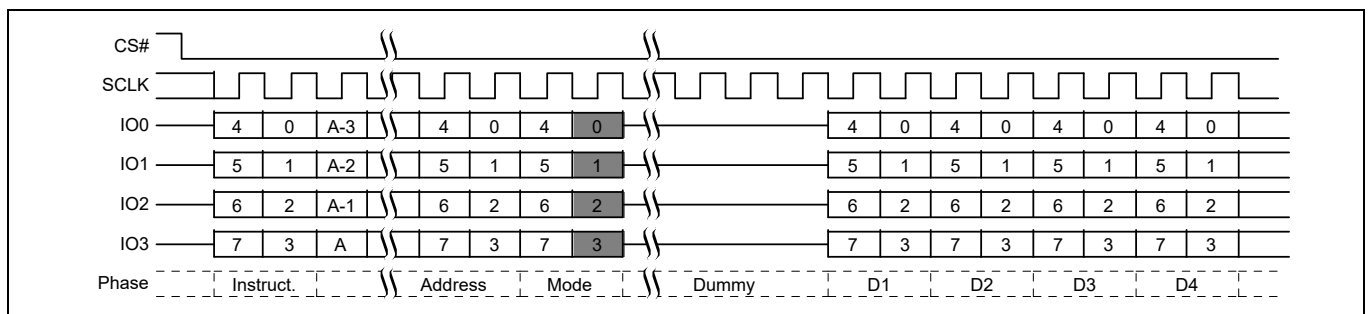 CS#
SCLK
IO0 4 0 A-3 4 0 4 0 4 0 4 0 4 0 4 0
IO1 5 1 A-2 5 1 5 1 5 1 5 1 5 1 5 1
IO2 6 2 A-1 6 2 6 2 6 2 6 2 6 2 6 2
IO3 7 3 A 7 3 7 3 7 3 7 3 7 3 7 3
Phase Instruct. Address Mode Dummy D1 D2 D3 D4